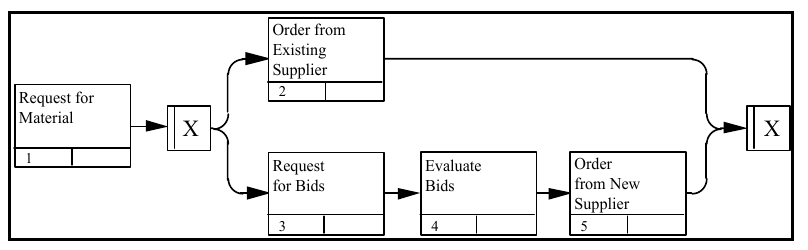 Request for
Material
1
X
Order from
Existing
Supplier
2
Request
for Bids
3
Evaluate
Bids
4
Order
from New
Supplier
5
X